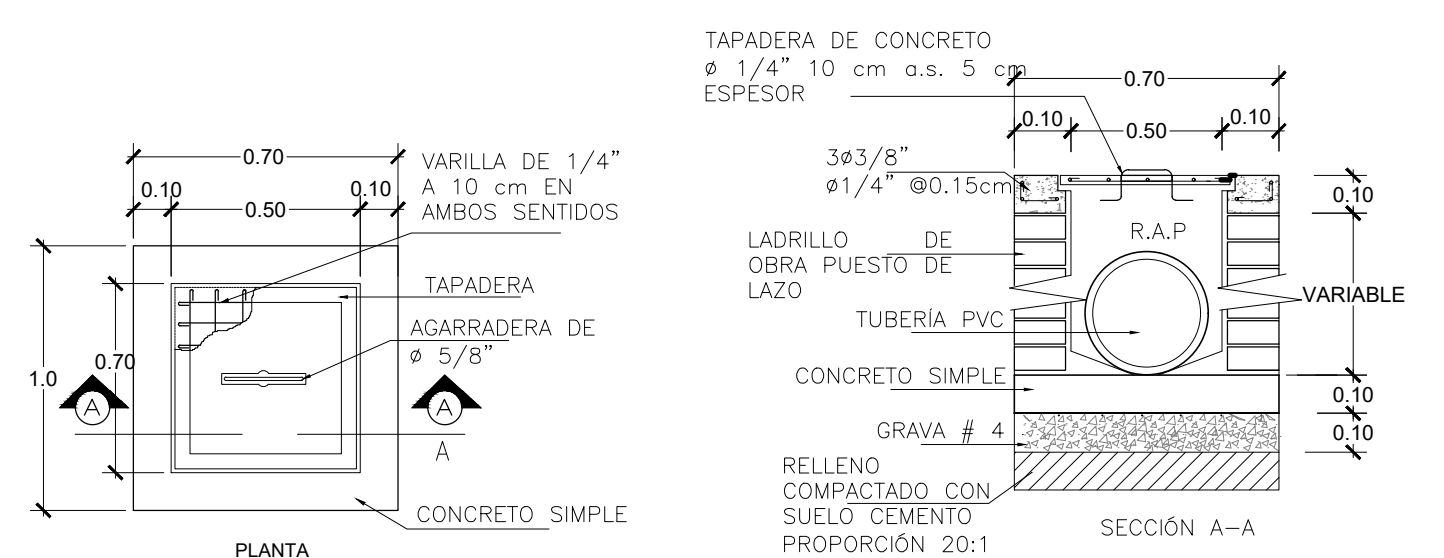 0.70
0.10
0.10
0.50
VARILLA DE 1/4"
A 10 cm EN
AMBOS SENTIDOS
TAPADERA
AGARRADERA DE
ø 5/8"
1.0
0.70
A
A
A
CONCRETO SIMPLE
PLANTA
TAPADERA DE CONCRETO
ø 1/4" 10 cm a.s. 5 cm
ESPESOR
0.70
0.10
0.50
0.10
3ø3/8"
ø1/4" @0.15cm
0.10
R.A.P
LADRILLO DE
OBRA PUESTO DE
LAZO
VARIABLE
TUBERÍA PVC
CONCRETO SIMPLE
0.10
GRAVA # 4
0.10
RELLENO
COMPACTADO CON
SUELO CEMENTO
PROPORCIÓN 20:1
SECCIÓN A-A